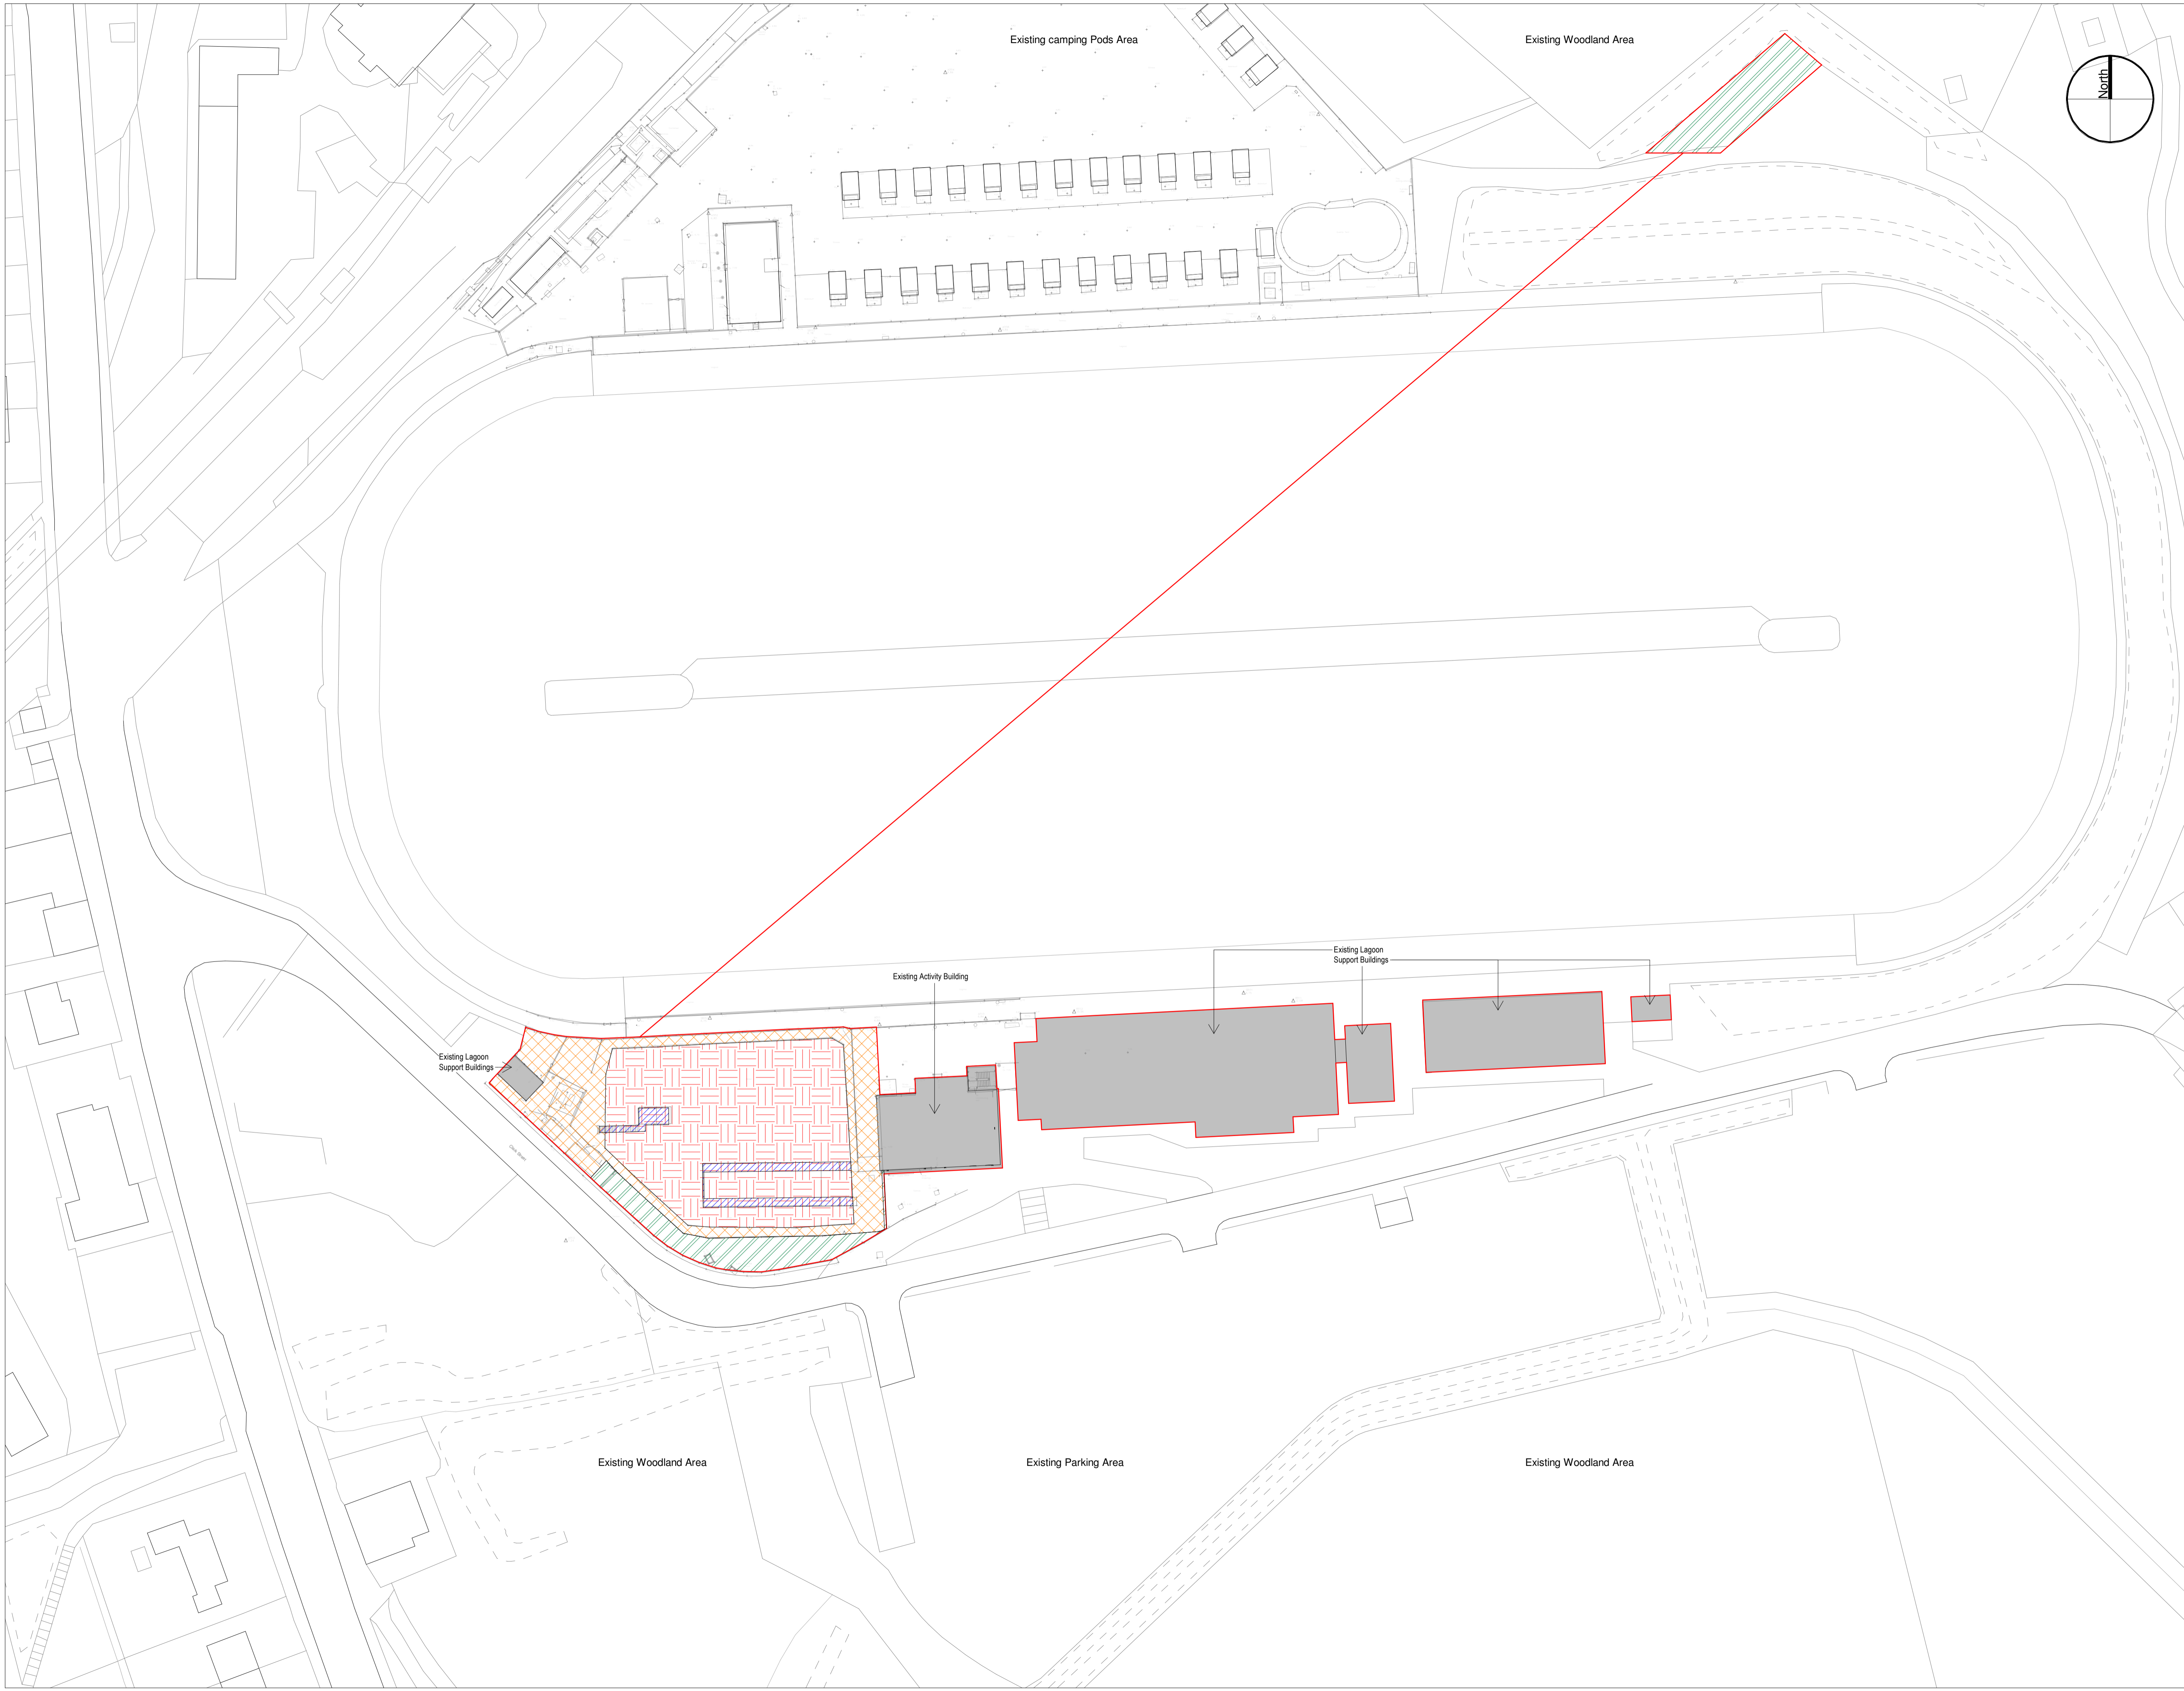 Existing camping Pods Area
Existing Woodland Area
North
Existing Lagoon
Support Buildings
Existing Activity Building
Existing Lagoon
Support Buildings
Existing Woodland Area
Existing Parking Area
Existing Woodland Area